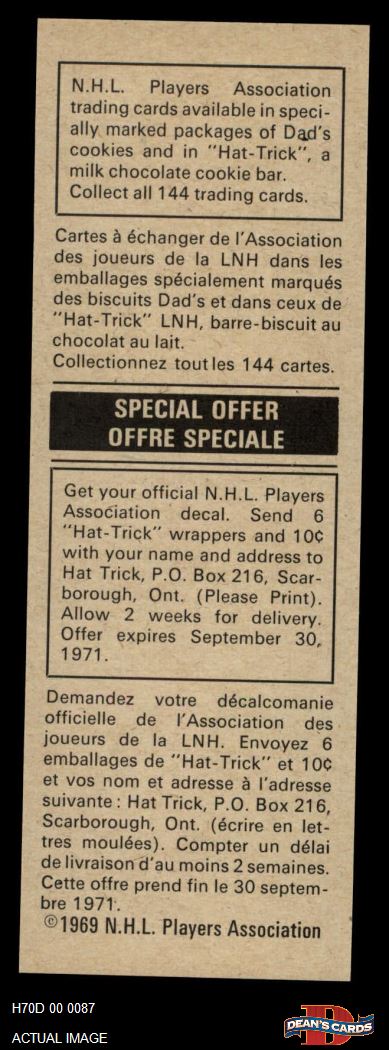 N.H.L. Players Association
trading cards available in speci-
ally marked packages of Dad's
cookies and in "Hat-Trick", a
milk chocolate cookie bar.
Collect all 144 trading cards.
Cartes à échanger de l'Association
des joueurs de la LNH dans les
emballages spécialement marqués
des biscuits Dad's et dans ceux de
"Hat-Trick" LNH, barre-biscuit au
chocolat au lait.
Collectionnez toutles 144 cartes.
SPECIAL OFFER
OFFRE SPECIALE
Get your official N.H.L. Players
Association decal. Send 6
"Hat-Trick" wrappers and 10¢
with your name and address to
Hat Trick, P.O. Box 216, Scar-
borough, Ont. (Please Print).
Allow 2 weeks for delivery.
Offer expires September 30,
1971.
Demandez votre décalcomanie
officielle de l'Association des
joueurs de la LNH. Envoyez 6
emballages de "Hat-Trick" et 10¢
et vos nom et adresse à l'adresse
suivante: Hat Trick, P.O. Box 216,
Scarborough, Ont. (écrire en let-
tres moulées). Compter un délai
de livraison d'au moins 2 semaines.
Cette offre prend fin le 30 septem-
bre 1971.
©1969 N.H.L. Players Association
H70D 00 0087
ACTUAL IMAGE
D
DEAN'S CARDS